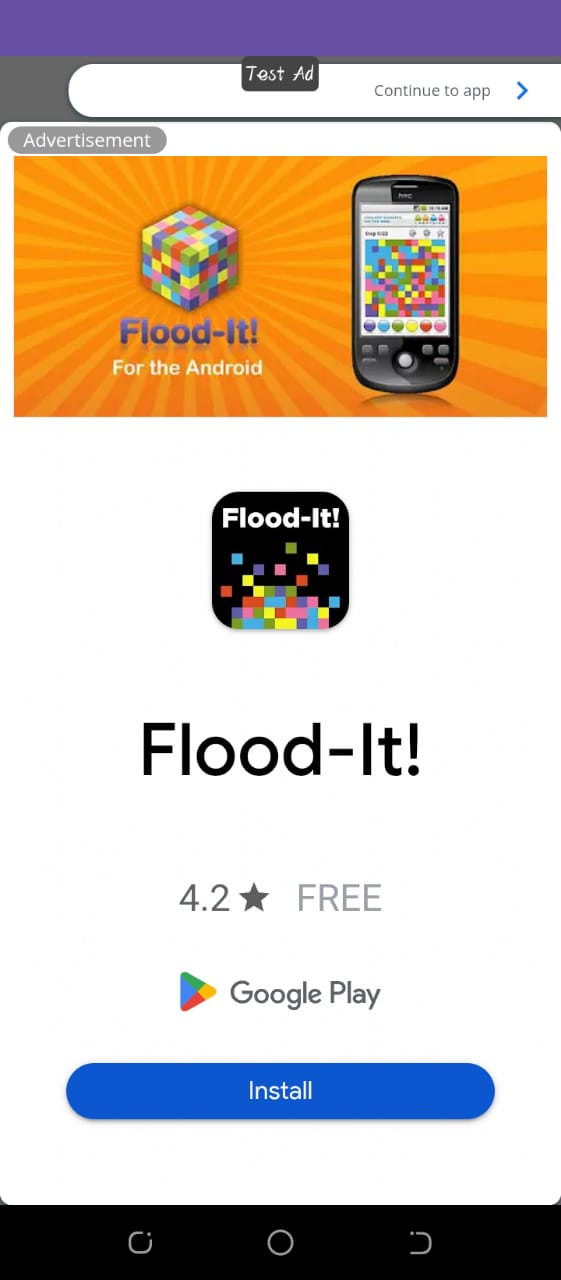 Test Ad
Continue to app
Advertisement
htc
Flood-It!
For the Android
Flood-It!
Flood-It!
4.2★ FREE
Google Play
Install